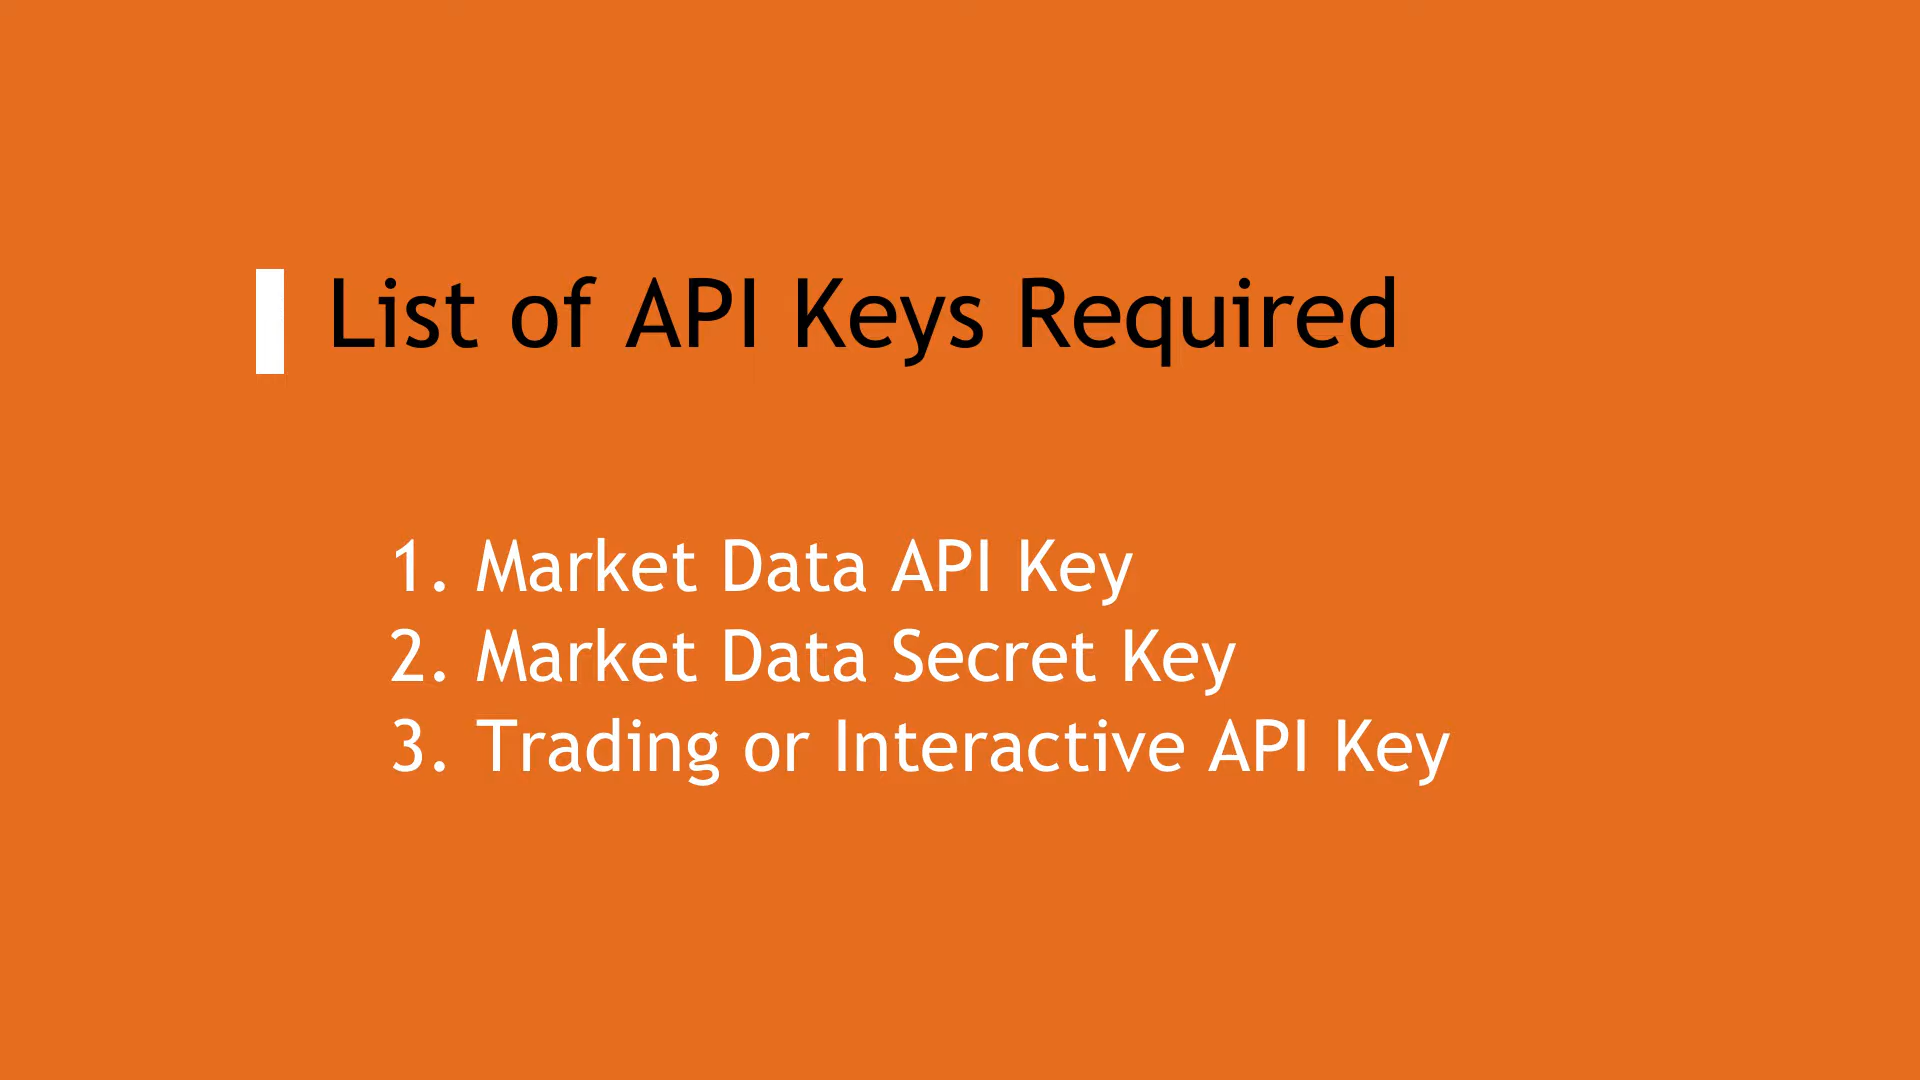 List of API Keys Required
1. Market Data API Key
2. Market Data Secret Key
3. Trading or Interactive API Key